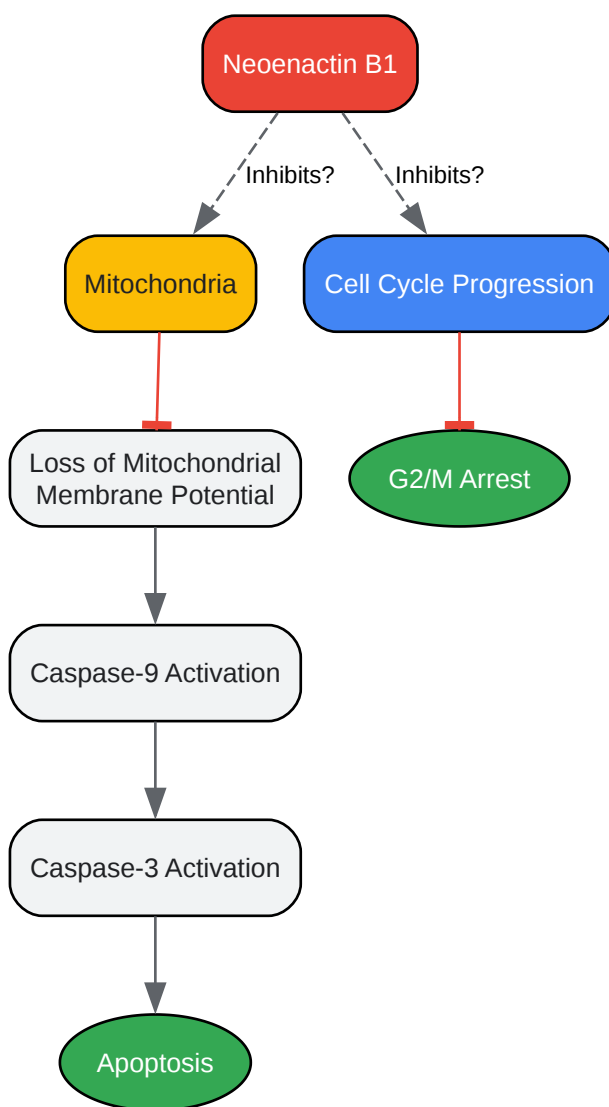 Neoenactin B1
Inhibits?
Inhibits?
Mitochondria
Cell Cycle Progression
Loss of Mitochondrial
Membrane Potential
G2/M Arrest
Caspase-9 Activation
Caspase-3 Activation
Apoptosis